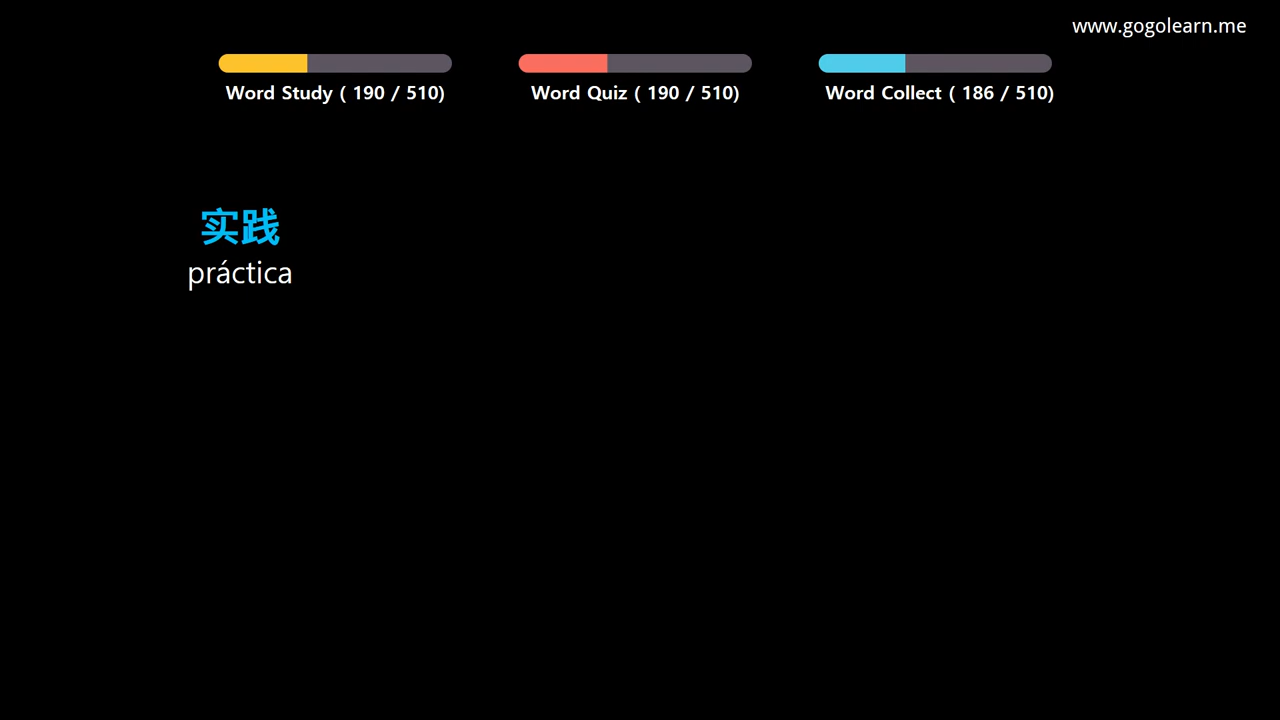 www.gogolearn.me
Word Study ( 190 / 510)
Word Quiz ( 190 / 510)
Word Collect ( 186 / 510)
实践
práctica